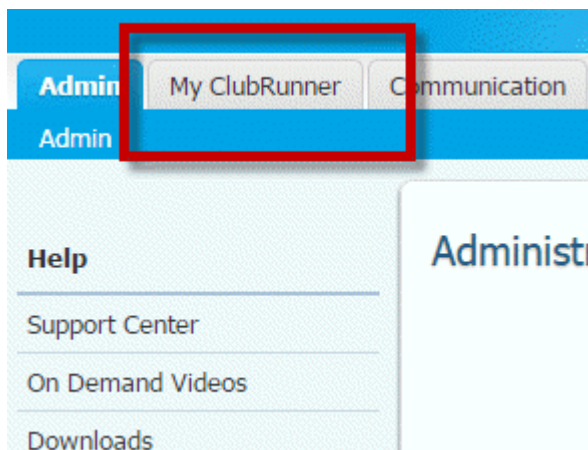 Admin My ClubRunner Communication
Admin
Help
Administr
Support Center
On Demand Videos
Downloads